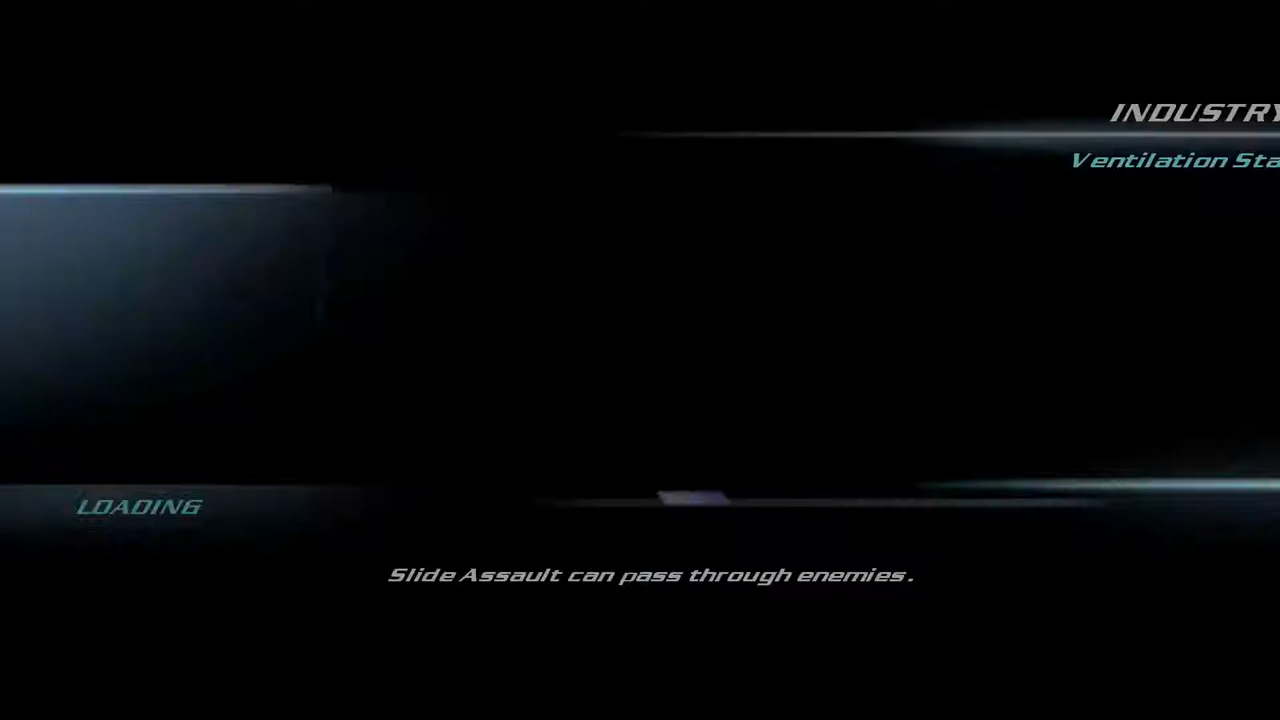 INDUSTRY
Ventilation Sta
LOADING
Slide Assault can pass through enemies.